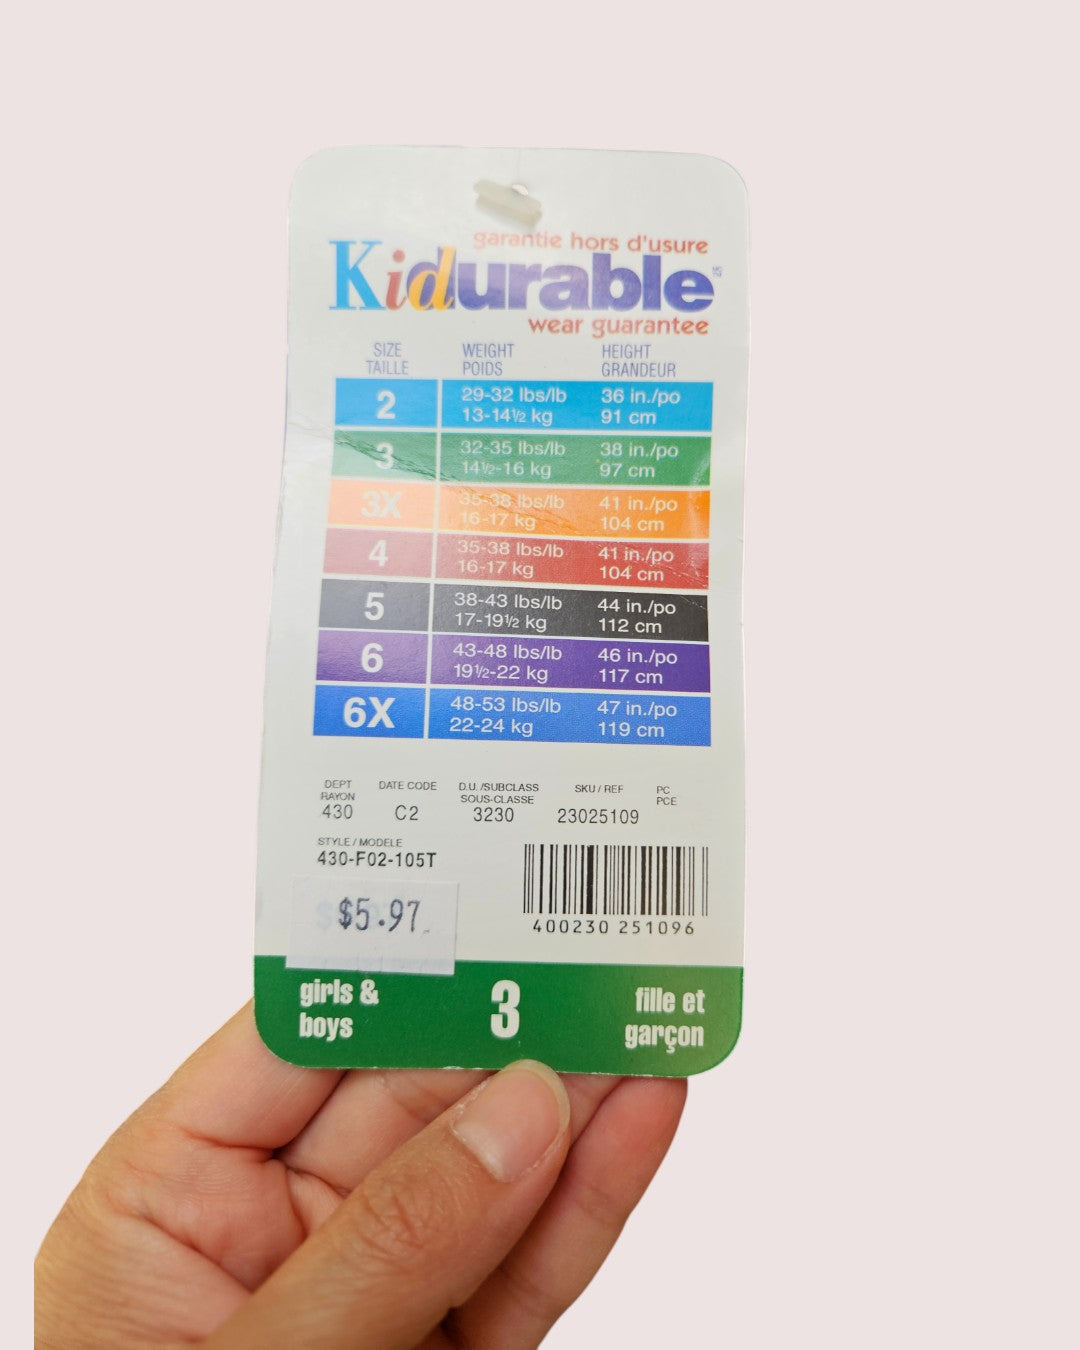 garantie hors d'usure
Kidurable MC TM
wear guarantee
SIZE WEIGHT HEIGHT
TAILLE POIDS GRANDEUR
2 29-32 lbs/lb 36 in./po
13-14½ kg 91 cm
3 32-35 lbs/lb 38 in./po
14½-16 kg 97 cm
3X 35-38 lbs/lb 41 in./po
16-17 kg 104 cm
4 35-38 lbs/lb 41 in./po
16-17 kg 104 cm
5 38-43 lbs/lb 44 in./po
17-19½ kg 112 cm
6 43-48 lbs/lb 46 in./po
19½-22 kg 117 cm
6X 48-53 lbs/lb 47 in./po
22-24 kg 119 cm
DEPT DATE CODE D.U./SUBCLASS SKU / REF PC
RAYON SOUS-CLASSE PCE
430 C2 3230 23025109
STYLE / MODELE
430-F02-105T
$5.97
400230 251096
girls & 3 fille et
boys garçon